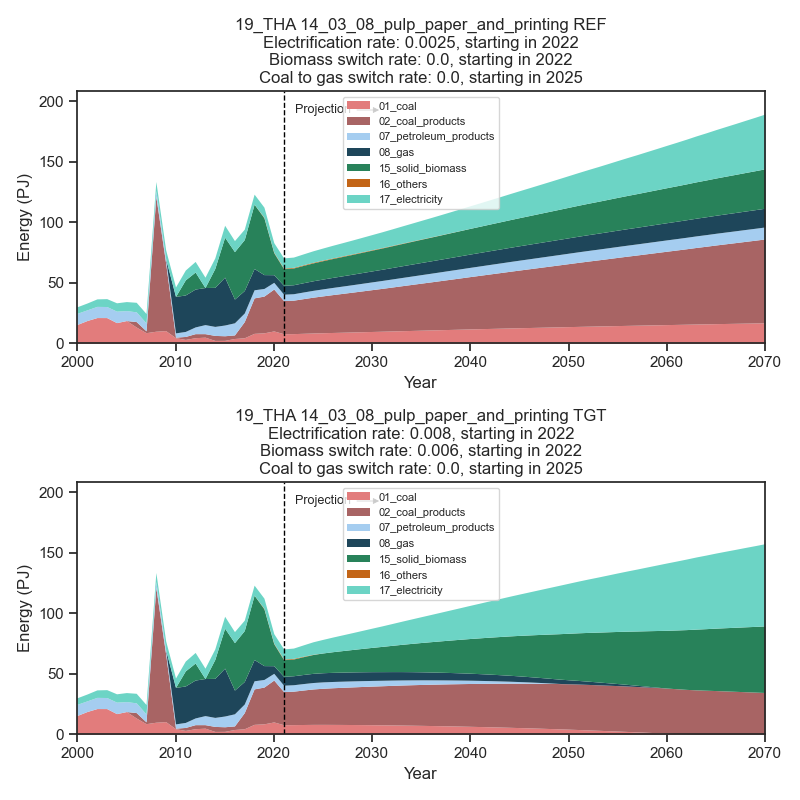 19_THA 14_03_08_pulp_paper_and_printing REF
Electrification rate: 0.0025, starting in 2022
Biomass switch rate: 0.0, starting in 2022
Coal to gas switch rate: 0.0, starting in 2025
200
150
100
50
0
Energy (PJ)
Projection
01_coal
02_coal_products
07_petroleum_products
08_gas
15_solid_biomass
16_others
17_electricity
2000 2010 2020 2030 2040 2050 2060 2070
Year
19_THA 14_03_08_pulp_paper_and_printing TGT
Electrification rate: 0.008, starting in 2022
Biomass switch rate: 0.006, starting in 2022
Coal to gas switch rate: 0.0, starting in 2025
200
150
100
50
0
Energy (PJ)
Projection
01_coal
02_coal_products
07_petroleum_products
08_gas
15_solid_biomass
16_others
17_electricity
2000 2010 2020 2030 2040 2050 2060 2070
Year